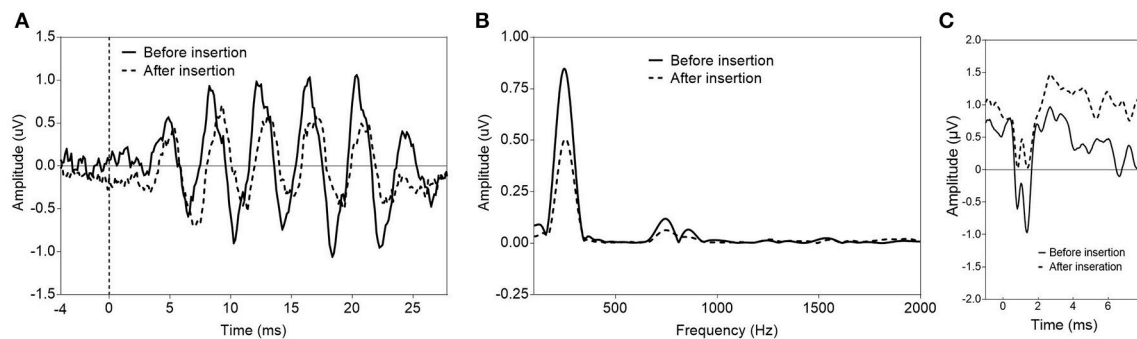 A
1.5
1.0
0.5
0.0
-0.5
-1.0
-1.5
Amplitude (uV)
Before insertion
After insertion
-4
0
5
10
15
20
25
Time (ms)
B
1.00
0.75
0.50
0.25
0.00
-0.25
Amplitude (uV)
Before insertion
After insertion
500
1000
1500
2000
Frequency (Hz)
C
2.0
1.5
1.0
0.5
0
-0.5
-1.0
-1.5
-2.0
Amplitude (µV)
Before insertion
After inseration
0
2
4
6
Time (ms)